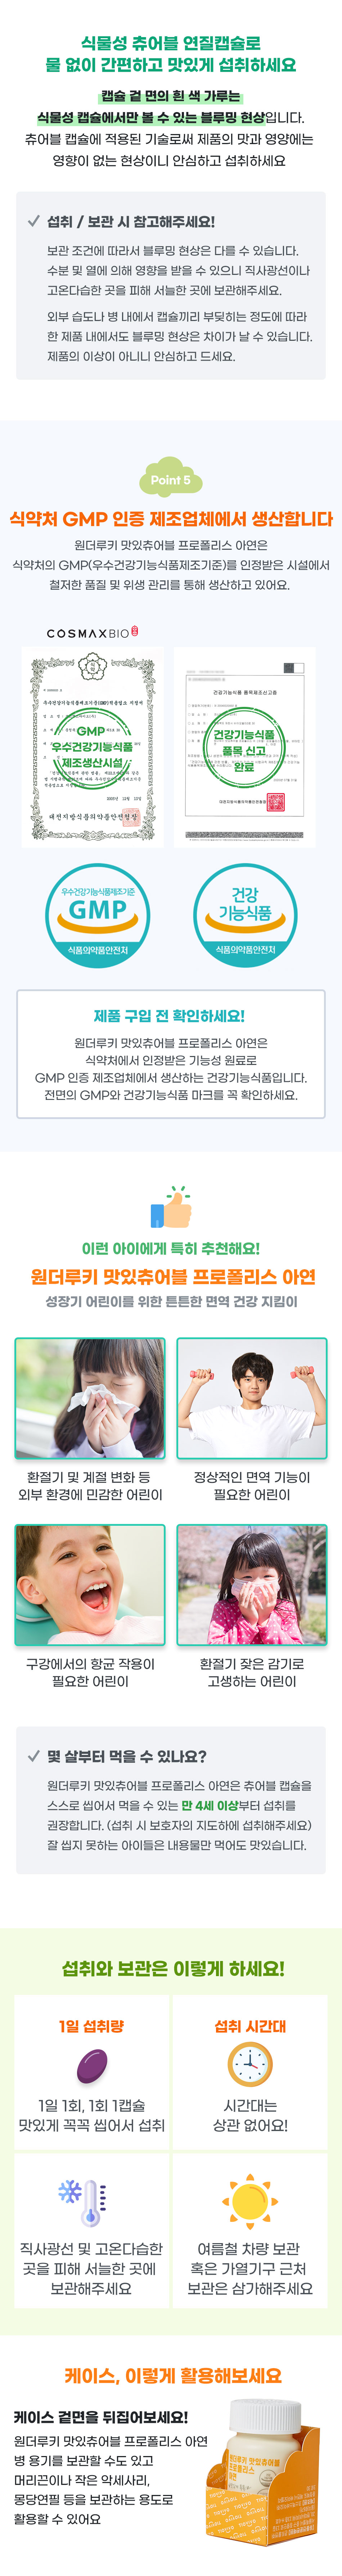 식물성 츄어블 연질캡슐로
물 없이 간편하고 맛있게 섭취하세요
캡슐 겉 면의 흰 색 가루는
식물성 캡슐에서만 볼 수 있는 블루밍 현상입니다.
츄어블 캡슐에 적용된 기술로써 제품의 맛과 영양에는
영향이 없는 현상이니 안심하고 섭취하세요
섭취 / 보관 시 참고해주세요!
보관 조건에 따라서 블루밍 현상은 다를 수 있습니다.
수분 및 열에 의해 영향을 받을 수 있으니 직사광선이나
고온다습한 곳을 피해 서늘한 곳에 보관해주세요.
외부 습도나 병 내에서 캡슐끼리 부딪히는 정도에 따라
한 제품 내에서도 블루밍 현상은 차이가 날 수 있습니다.
제품의 이상이 아니니 안심하고 드세요.
Point 5
식약처 GMP 인증 제조업체에서 생산합니다
원더루키 맛있츄어블 프로폴리스 아연은
식약처의 GMP(우수건강기능식품제조기준)를 인정받은 시설에서
철저한 품질 및 위생 관리를 통해 생산하고 있어요.
COSMAXBIO
GMP
우수건강기능식품
제조생산시설
대전지방식품의약품안전청장
건강기능식품 품목제조신고증
건강기능식품
품목 신고
완료
우수건강기능식품제조기준
GMP
식품의약품안전처
건강
기능식품
식품의약품안전처
제품 구입 전 확인하세요!
원더루키 맛있츄어블 프로폴리스 아연은
식약처에서 인정받은 기능성 원료로
GMP 인증 제조업체에서 생산하는 건강기능식품입니다.
전면의 GMP와 건강기능식품 마크를 꼭 확인하세요.
이런 아이에게 특히 추천해요!
원더루키 맛있츄어블 프로폴리스 아연
성장기 어린이를 위한 튼튼한 면역 건강 지킴이
환절기 및 계절 변화 등
외부 환경에 민감한 어린이
정상적인 면역 기능이
필요한 어린이
구강에서의 항균 작용이
필요한 어린이
환절기 잦은 감기로
고생하는 어린이
몇 살부터 먹을 수 있나요?
원더루키 맛있츄어블 프로폴리스 아연은 츄어블 캡슐을
스스로 씹어서 먹을 수 있는 만 4세 이상부터 섭취를
권장합니다. (섭취 시 보호자의 지도하에 섭취해주세요)
잘 씹지 못하는 아이들은 내용물만 먹어도 맛있습니다.
섭취와 보관은 이렇게 하세요!
1일 섭취량
1일 1회, 1회 1캡슐
맛있게 꼭꼭 씹어서 섭취
섭취 시간대
시간대는
상관 없어요!
직사광선 및 고온다습한
곳을 피해 서늘한 곳에
보관해주세요
여름철 차량 보관
혹은 가열기구 근처
보관은 삼가해주세요
케이스, 이렇게 활용해보세요
케이스 겉면을 뒤집어보세요!
원더루키 맛있츄어블 프로폴리스 아연
병 용기를 보관할 수도 있고
머리끈이나 작은 악세사리,
몽당연필 등을 보관하는 용도로
활용할 수 있어요